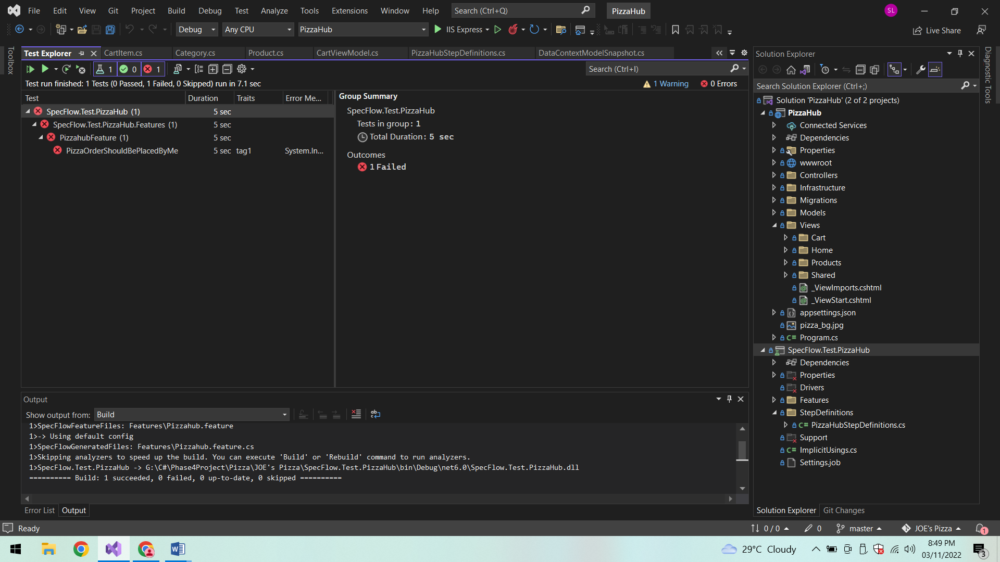 File Edit View Git Project Build Debug Test Analyze Tools Extensions Window Help Search (Ctrl+Q) PizzaHub SL
Debug Any CPU PizzaHub IIS Express Live Share
Toolbox
Test Explorer CartItem.cs Category.cs Product.cs CartViewModel.cs PizzaHubStepDefinitions.cs DataContextModelSnapshot.cs
1 0 1 Search (Ctrl+I)
Test run finished: 1 Tests (0 Passed, 1 Failed, 0 Skipped) run in 7.1 sec 1 Warning 0 Errors
Test Duration Traits Error Me...
SpecFlow.Test.PizzaHub (1) 5 sec
SpecFlow.Test.PizzaHub.Features (1) 5 sec
PizzahubFeature (1) 5 sec
PizzaOrderShouldBePlacedByMe 5 sec tag1 System.In...
Group Summary
SpecFlow.Test.PizzaHub
Tests in group: 1
Total Duration: 5 sec
Outcomes
1 Failed
Output
Show output from: Build
1>SpecFlowFeatureFiles: Features\Pizzahub.feature
1>-> Using default config
1>SpecFlowGeneratedFiles: Features\Pizzahub.feature.cs
1>Skipping analyzers to speed up the build. You can execute 'Build' or 'Rebuild' command to run analyzers.
1>SpecFlow.Test.PizzaHub -> G:\C#\Phase4Project\Pizza\JOE's Pizza\SpecFlow.Test.PizzaHub\bin\Debug\net6.0\SpecFlow.Test.PizzaHub.dll
========== Build: 1 succeeded, 0 failed, 0 up-to-date, 0 skipped ==========
Error List Output
Solution Explorer
Search Solution Explorer (Ctrl+;)
Solution 'PizzaHub' (2 of 2 projects)
PizzaHub
Connected Services
Dependencies
Properties
wwwroot
Controllers
Infrastructure
Migrations
Models
Views
Cart
Home
Products
Shared
_ViewImports.cshtml
_ViewStart.cshtml
appsettings.json
pizza_bg.jpg
C# Program.cs
SpecFlow.Test.PizzaHub
Dependencies
Properties
Drivers
Features
StepDefinitions
C# PizzaHubStepDefinitions.cs
Support
C# ImplicitUsings.cs
Settings.job
Solution Explorer Git Changes
Diagnostic Tools
Ready 0 / 0 0 master JOE's Pizza 1
29°C Cloudy 8:49 PM
03/11/2022 3